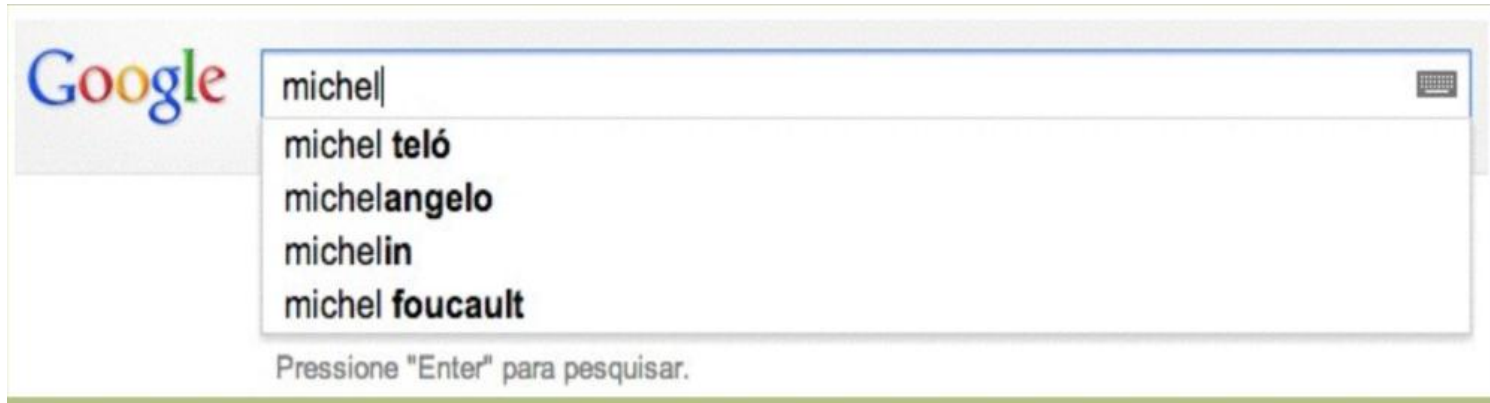 Google
michel
michel teló
michelangelo
michelin
michel foucault
Pressione "Enter" para pesquisar.